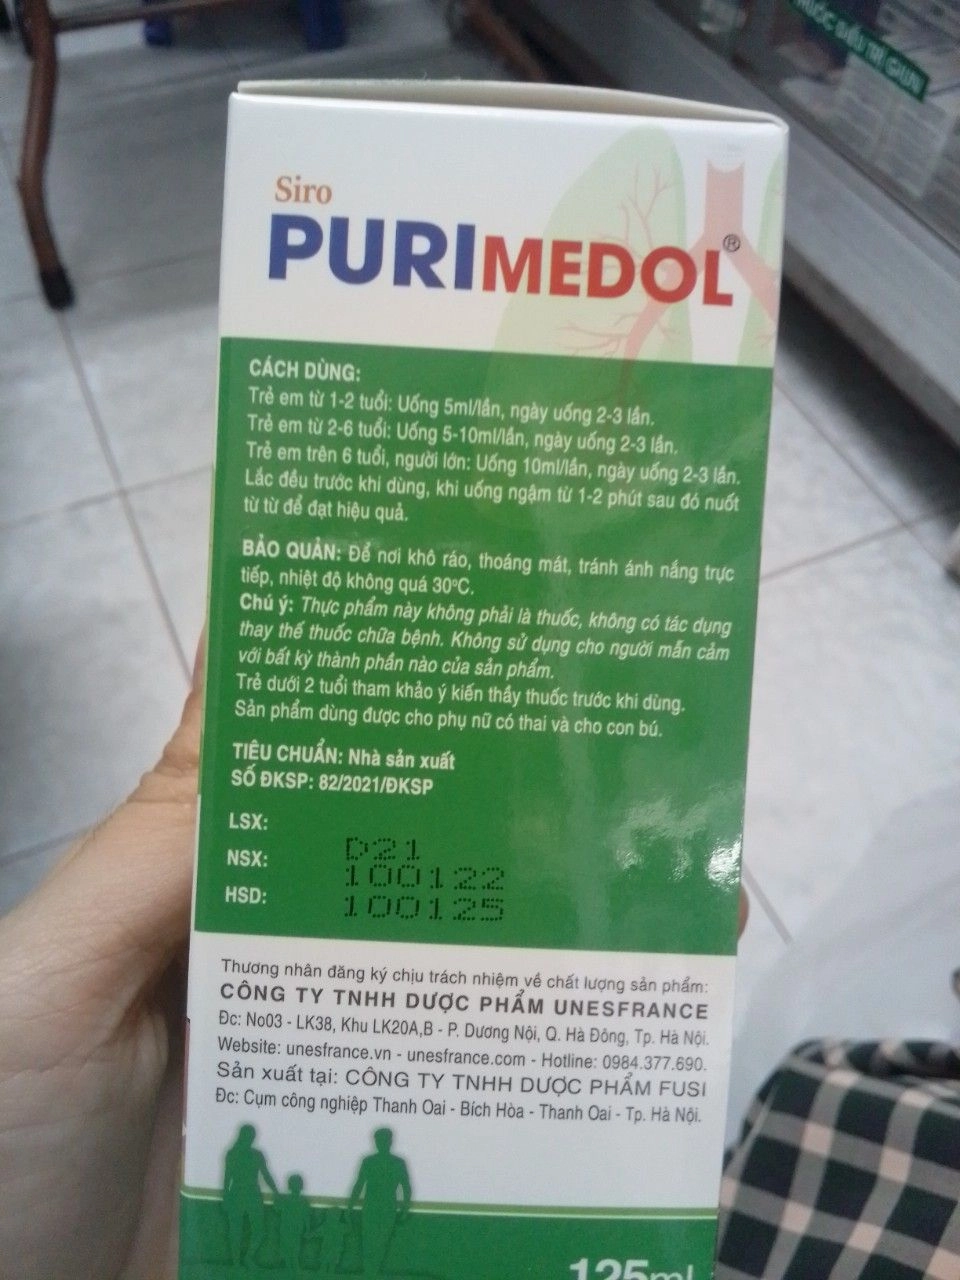 THUỐC ĐIỀU TRỊ GIUN
Siro
PURIMEDOL®
CÁCH DÙNG:
Trẻ em từ 1-2 tuổi: Uống 5ml/lần, ngày uống 2-3 lần.
Trẻ em từ 2-6 tuổi: Uống 5-10ml/lần, ngày uống 2-3 lần.
Trẻ em trên 6 tuổi, người lớn: Uống 10ml/lần, ngày uống 2-3 lần.
Lắc đều trước khi dùng, khi uống ngậm từ 1-2 phút sau đó nuốt
từ từ để đạt hiệu quả.
BẢO QUẢN: Để nơi khô ráo, thoáng mát, tránh ánh nắng trực
tiếp, nhiệt độ không quá 30ºC.
Chú ý: Thực phẩm này không phải là thuốc, không có tác dụng
thay thế thuốc chữa bệnh. Không sử dụng cho người mẫn cảm
với bất kỳ thành phần nào của sản phẩm.
Trẻ dưới 2 tuổi tham khảo ý kiến thầy thuốc trước khi dùng.
Sản phẩm dùng được cho phụ nữ có thai và cho con bú.
TIÊU CHUẨN: Nhà sản xuất
SỐ ĐKSP: 82/2021/ĐKSP
LSX: D21
NSX: 100122
HSD: 100125
Thương nhân đăng ký chịu trách nhiệm về chất lượng sản phẩm:
CÔNG TY TNHH DƯỢC PHẨM UNESFRANCE
Đc: No03 - LK38, Khu LK20A,B - P. Dương Nội, Q. Hà Đông, Tp. Hà Nội.
Website: unesfrance.vn - unesfrance.com - Hotline: 0984.377.690.
Sản xuất tại: CÔNG TY TNHH DƯỢC PHẨM FUSI
Đc: Cụm công nghiệp Thanh Oai - Bích Hòa - Thanh Oai - Tp. Hà Nội.
125ml